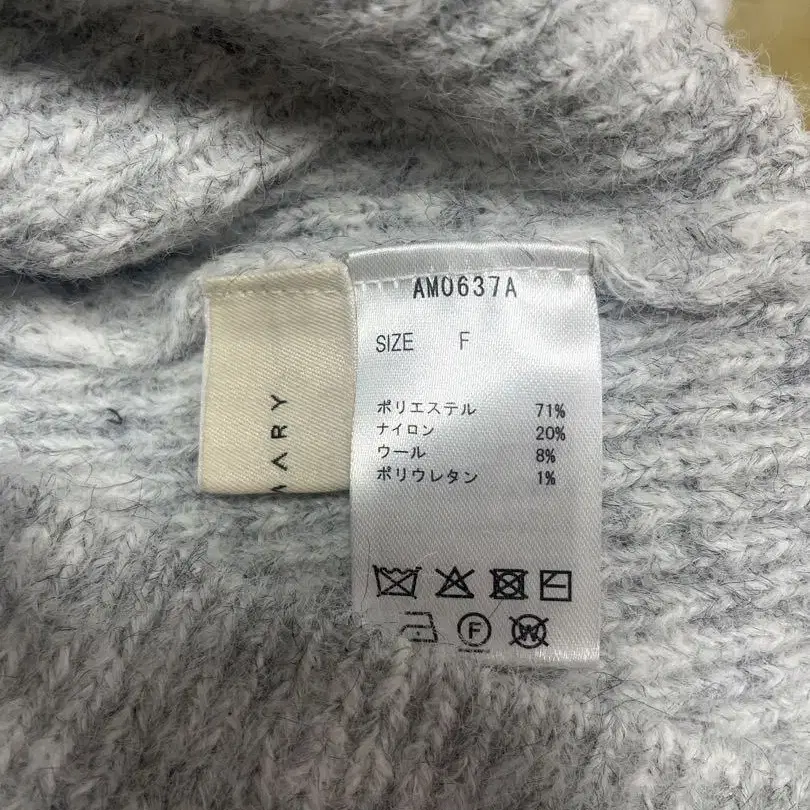 AM0637A
SIZE F
ポリエステル 71%
ナイロン 20%
ウール 8%
ポリウレタン 1%
F
W